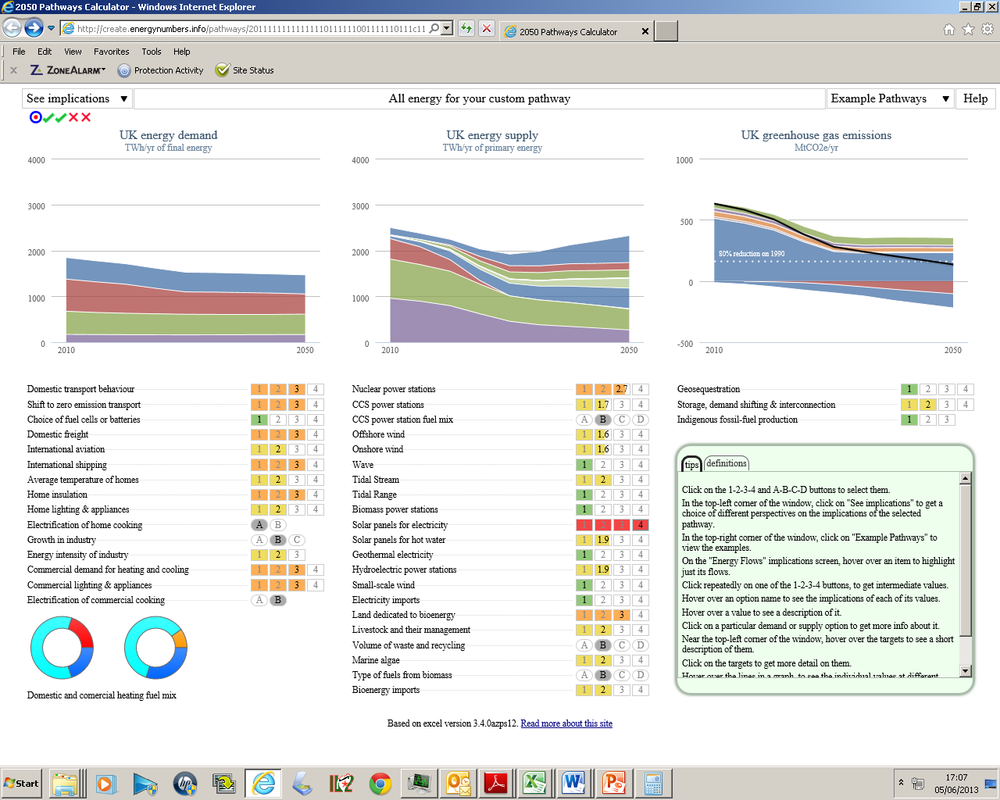 2050 Pathways Calculator - Windows Internet Explorer
http://create.energynumbers.info/pathways/
2050 Pathways Calculator
File Edit View Favorites Tools Help
x ZONEALARM Protection Activity Site Status
See implications ▼ All energy for your custom pathway Example Pathways ▼ Help
UK energy demand
TWh/yr of final energy
4000
3000
2000
1000
0
2010 2050
UK energy supply
TWh/yr of primary energy
4000
3000
2000
1000
0
2010 2050
UK greenhouse gas emissions
MtCO2e/yr
1000
500
80% reduction on 1990
0
-500
2010 2050
Domestic transport behaviour 1 2 3 4
Shift to zero emission transport 1 2 3 4
Choice of fuel cells or batteries 1 2 3 4
Domestic freight 1 2 3 4
International aviation 1 2 3 4
International shipping 1 2 3 4
Average temperature of homes 1 2 3 4
Home insulation 1 2 3 4
Home lighting & appliances 1 2 3 4
Electrification of home cooking A B
Growth in industry A B C
Energy intensity of industry 1 2 3
Commercial demand for heating and cooling 1 2 3 4
Commercial lighting & appliances 1 2 3 4
Electrification of commercial cooking A B
Domestic and comercial heating fuel mix
Nuclear power stations 1 2 2.7 4
CCS power stations 1 1.7 3 4
CCS power station fuel mix A B C D
Offshore wind 1 1.6 3 4
Onshore wind 1 1.6 3 4
Wave 1 2 3 4
Tidal Stream 1 2 3 4
Tidal Range 1 2 3 4
Biomass power stations 1 2 3 4
Solar panels for electricity 1 2 3 4
Solar panels for hot water 1 1.9 3 4
Geothermal electricity 1 2 3 4
Hydroelectric power stations 1 1.9 3 4
Small-scale wind 1 2 3 4
Electricity imports 1 2 3 4
Land dedicated to bioenergy 1 2 3 4
Livestock and their management 1 2 3 4
Volume of waste and recycling A B C D
Marine algae 1 2 3 4
Type of fuels from biomass A B C D
Bioenergy imports 1 2 3 4
Geosequestration 1 2 3 4
Storage, demand shifting & interconnection 1 2 3 4
Indigenous fossil-fuel production 1 2 3
tips definitions
Click on the 1-2-3-4 and A-B-C-D buttons to select them.
In the top-left corner of the window, click on "See implications" to get a
choice of different perspectives on the implications of the selected
pathway.
In the top-right corner of the window, click on "Example Pathways" to
view the examples.
On the "Energy Flows" implications screen, hover over an item to highlight
just its flows.
Click repeatedly on one of the 1-2-3-4 buttons, to get intermediate values.
Hover over an option name to see the implications of each of its values.
Hover over a value to see a description of it.
Click on a particular demand or supply option to get more info about it.
Near the top-left corner of the window, hover over the targets to see a short
description of them.
Click on the targets to get more detail on them.
Hover over the lines in a graph, to see the individual values at different
Based on excel version 3.4.0azps12. Read more about this site
Start
17:07
05/06/2013